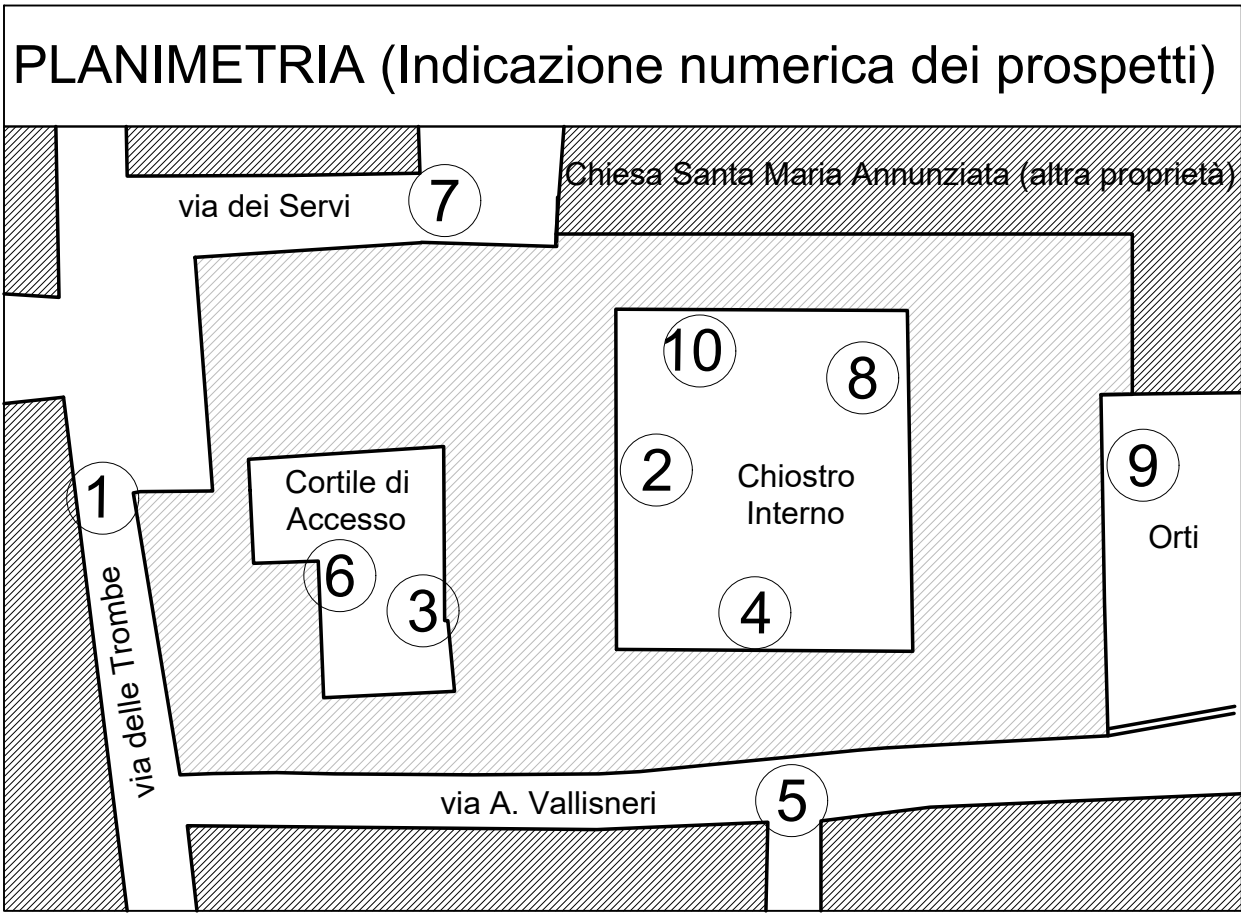 PLANIMETRIA (Indicazione numerica dei prospetti)
Chiesa Santa Maria Annunziata (altra proprietà)
via dei Servi
7
10
8
2
Chiostro
Interno
9
Orti
1
Cortile di
Accesso
6
3
4
via delle Trombe
via A. Vallisneri
5